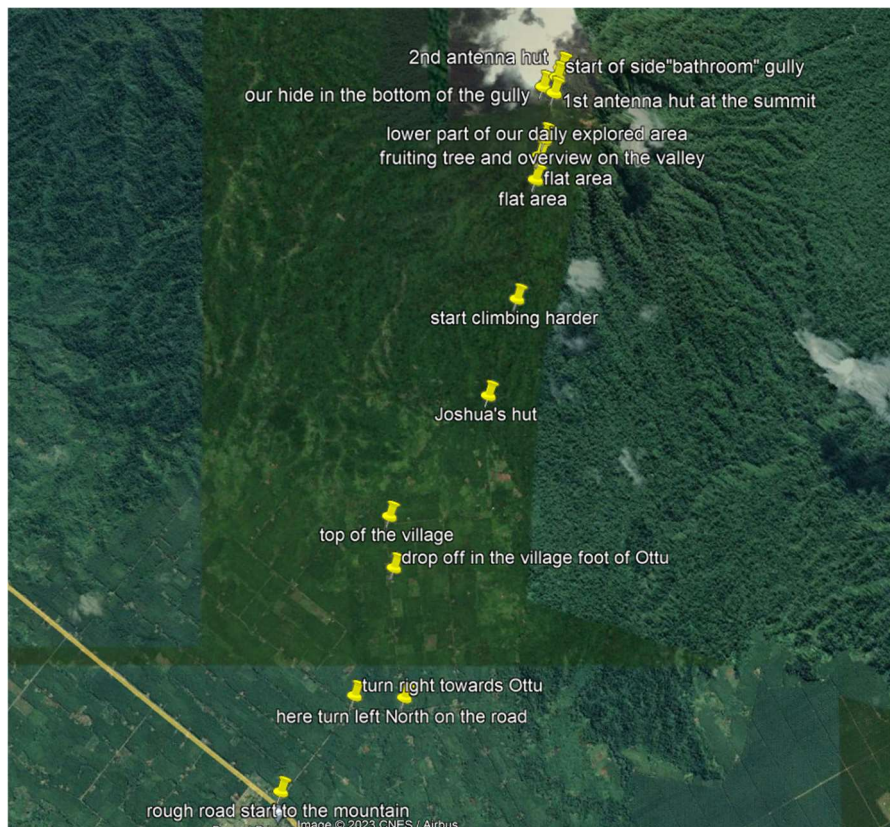 2nd antenna hut
start of side"bathroom" gully
our hide in the bottom of the gully
1st antenna hut at the summit
lower part of our daily explored area
fruiting tree and overview on the valley
flat area
flat area
start climbing harder
Joshua's hut
top of the village
drop off in the village foot of Ottu
turn right towards Ottu
here turn left North on the road
rough road start to the mountain
Image © 2023 CNES / Airbus